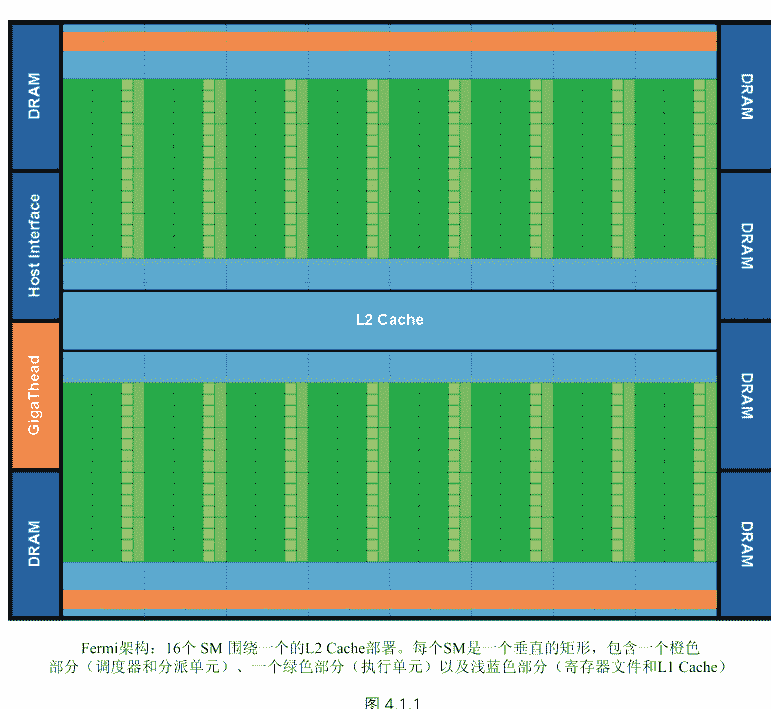 DRAM
Host Interface
GigaThead
DRAM
L2 Cache
DRAM
DRAM
DRAM
DRAM
Fermi架构：16个 SM 围绕一个的L2 Cache部署。每个SM是一个垂直的矩形，包含一个橙色
部分（调度器和分派单元）、一个绿色部分（执行单元）以及浅蓝色部分（寄存器文件和L1 Cache）
图 4.1.1